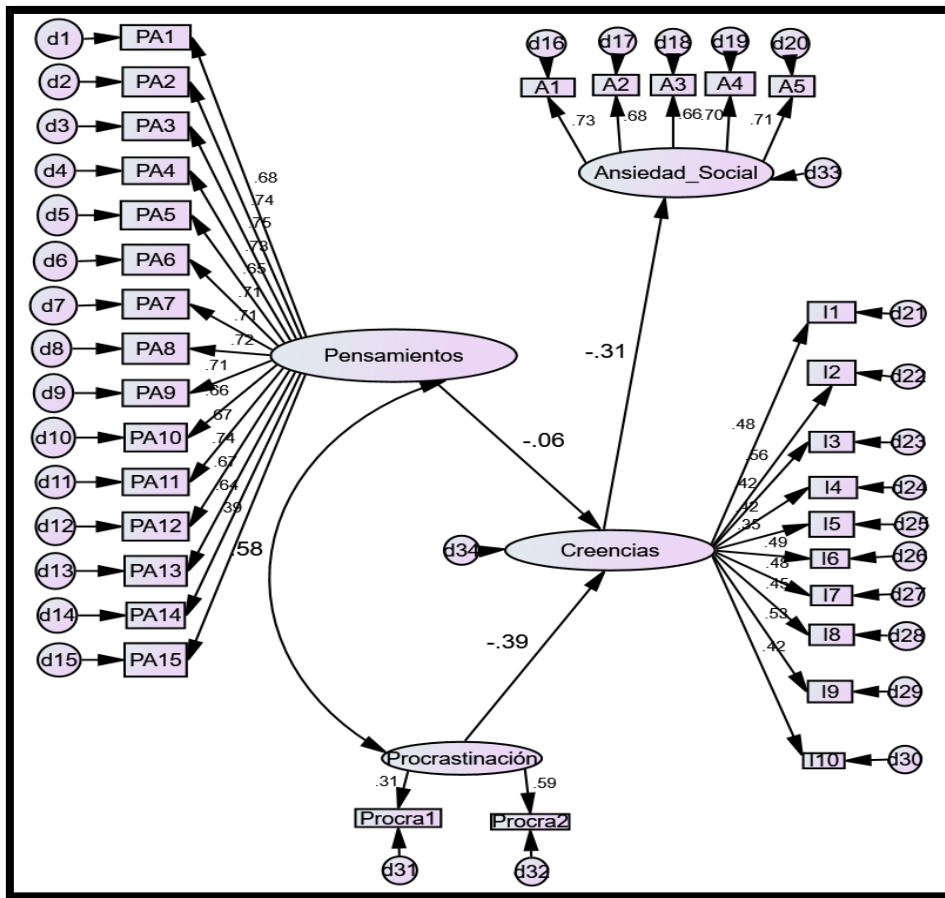 d1 PA1
d2 PA2
d3 PA3
d4 PA4
d5 PA5
d6 PA6
d7 PA7
d8 PA8
d9 PA9
d10 PA10
d11 PA11
d12 PA12
d13 PA13
d14 PA14
d15 PA15
.68
.74
.75
.73
.65
.71
.71
.72
.71
.66
.67
.74
.67
.64
.39
.58
Pensamientos
d16 d17 d18 d19 d20
A1 A2 A3 A4 A5
.73 .68 .66 .70 .71
Ansiedad_Social d33
-.31
-.06
d34 Creencias
-.39
.48
.56
.42
.42
.35
.49
.48
.45
.53
.42
I1 d21
I2 d22
I3 d23
I4 d24
I5 d25
I6 d26
I7 d27
I8 d28
I9 d29
I10 d30
Procrastinación
.31 .59
Procra1 Procra2
d31 d32